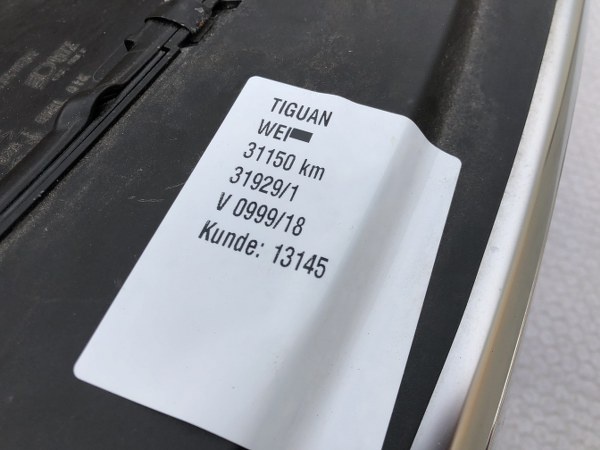 TIGUAN
WEI
31150 km
31929/1
V 0999/18
Kunde: 13145